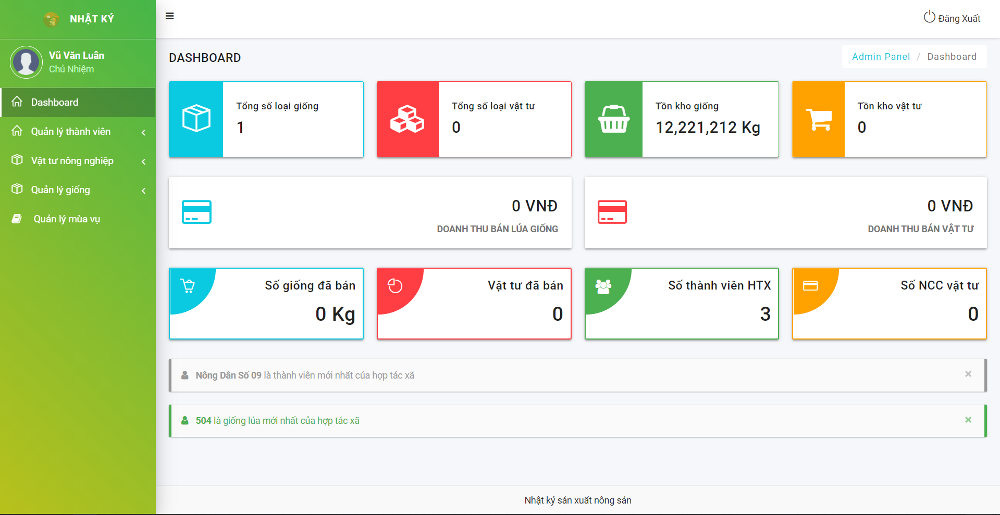 NHẬT KÝ
Đăng Xuất
Vũ Văn Luân
Chủ Nhiệm
Dashboard
Quản lý thành viên
Vật tư nông nghiệp
Quản lý giống
Quản lý mùa vụ
DASHBOARD
Admin Panel / Dashboard
Tổng số loại giống
1
Tổng số loại vật tư
0
Tồn kho giống
12,221,212 Kg
Tồn kho vật tư
0
0 VNĐ
DOANH THU BÁN LÚA GIỐNG
0 VNĐ
DOANH THU BÁN VẬT TƯ
Số giống đã bán
0 Kg
Vật tư đã bán
0
Số thành viên HTX
3
Số NCC vật tư
0
Nông Dân Số 09 là thành viên mới nhất của hợp tác xã
504 là giống lúa mới nhất của hợp tác xã
Nhật ký sản xuất nông sản